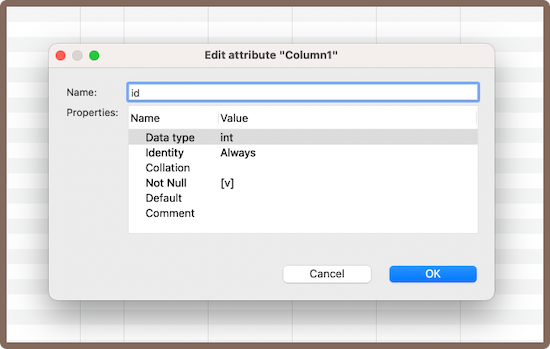 Edit attribute "Column1"
Name: id
Properties:
Name Value
Data type int
Identity Always
Collation
Not Null [v]
Default
Comment
Cancel OK